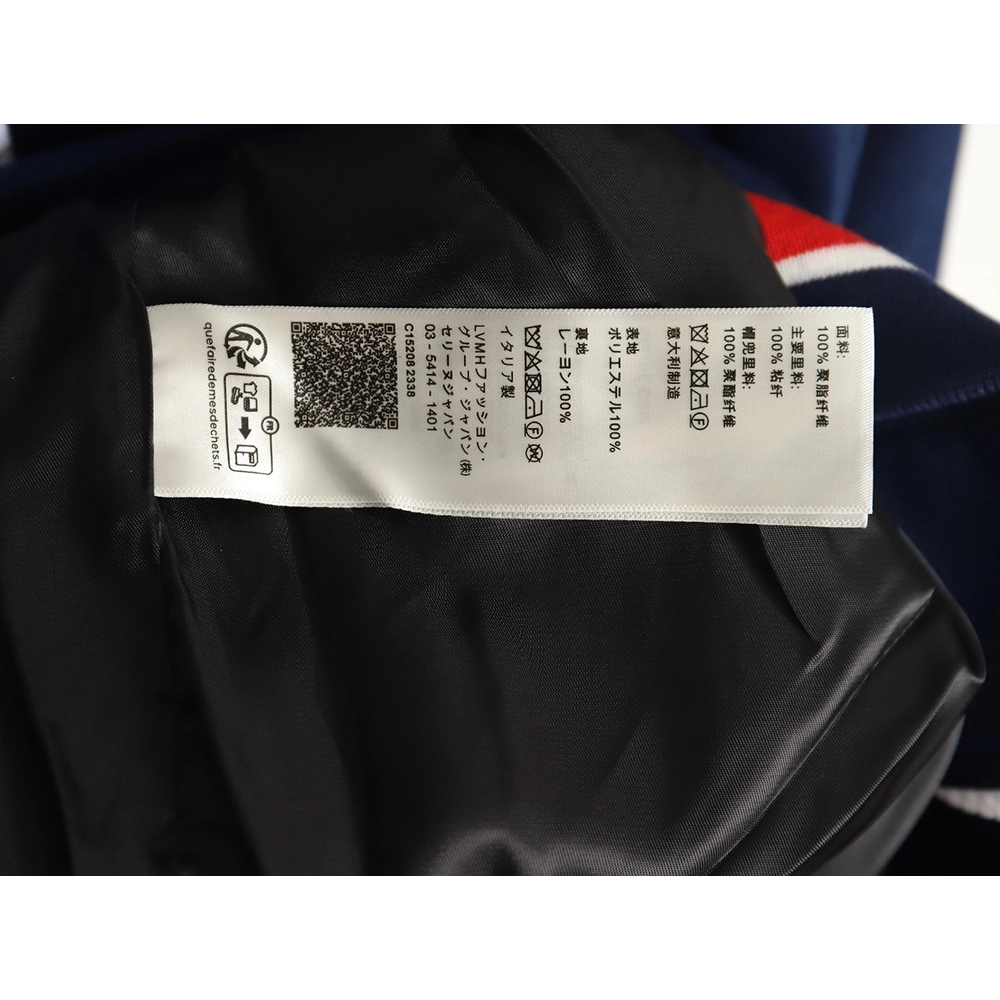 面料:
100% 聚脂纤维
主要里料:
100% 粘纤
帽兜里料:
100% 聚酯纤维
F
意大利制造
表地
ポリエステル100%
裏地
レーヨン100%
F W
イタリア製
LVMHファッション・
グループ・ジャパン(株)
セリーヌジャパン
03 - 5414 - 1401
C15208 2338
FR
quefairedemesdechets.fr